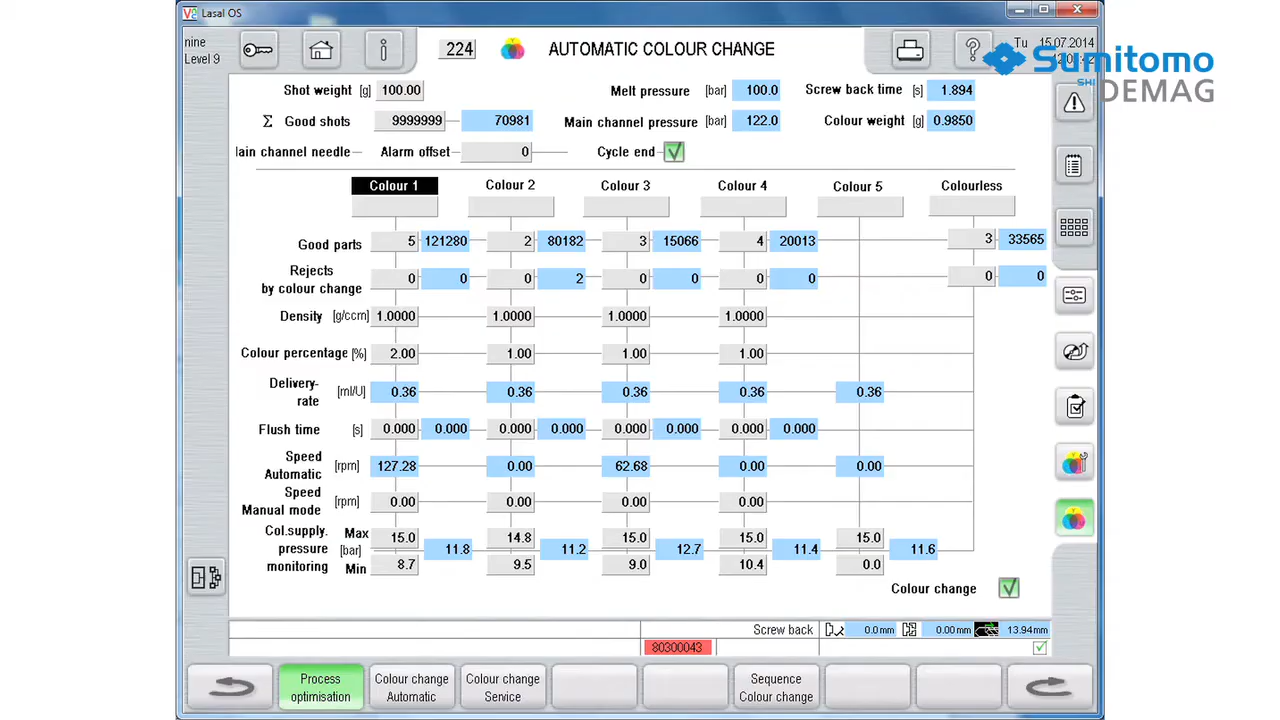 Lasal OS
nine
Level 9
224
AUTOMATIC COLOUR CHANGE
Tu 15.07.2014
Sumitomo
SHI DEMAG
Shot weight [g] 100.00
Melt pressure [bar] 100.0
Screw back time [s] 1.894
Σ Good shots 9999999 70981
Main channel pressure [bar] 122.0
Colour weight [g] 0.9850
lain channel needle Alarm offset 0 Cycle end
Colour 1 Colour 2 Colour 3 Colour 4 Colour 5 Colourless
Good parts 5 121280 2 80182 3 15066 4 20013 3 33565
Rejects
by colour change 0 0 0 2 0 0 0 0 0 0
Density [g/ccm] 1.0000 1.0000 1.0000 1.0000
Colour percentage [%] 2.00 1.00 1.00 1.00
Delivery-
rate [ml/U] 0.36 0.36 0.36 0.36 0.36
Flush time [s] 0.000 0.000 0.000 0.000 0.000 0.000 0.000 0.000
Speed
Automatic [rpm] 127.28 0.00 62.68 0.00 0.00
Speed
Manual mode [rpm] 0.00 0.00 0.00 0.00
Col.supply. Max 15.0 14.8 15.0 15.0 15.0
pressure [bar] 11.8 11.2 12.7 11.4 11.6
monitoring Min 8.7 9.5 9.0 10.4 0.0
Colour change
Screw back 0.0mm 0.00mm 13.94mm
80300043
Process
optimisation
Colour change
Automatic
Colour change
Service
Sequence
Colour change